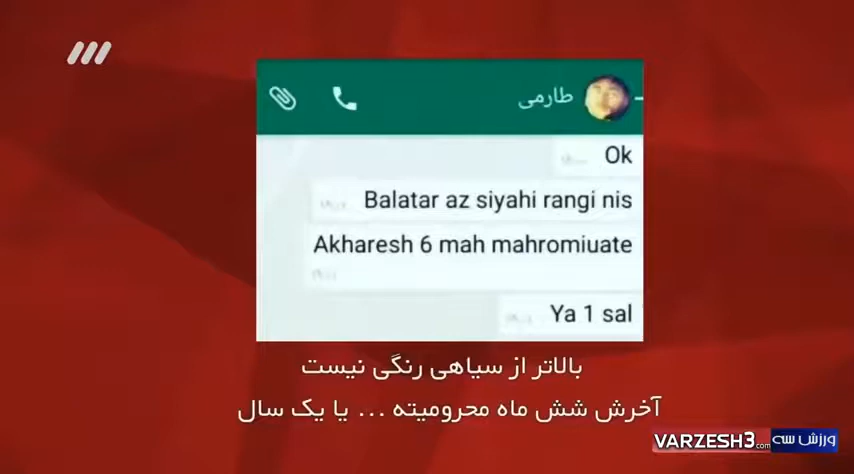 طارمی
Ok
Balatar az siyahi rangi nis
Akharesh 6 mah mahromiuate
Ya 1 sal
بالاتر از سیاهی رنگی نیست
آخرش شش ماه محرومیته ... یا یک سال
VARZESH3.com ورزش سه